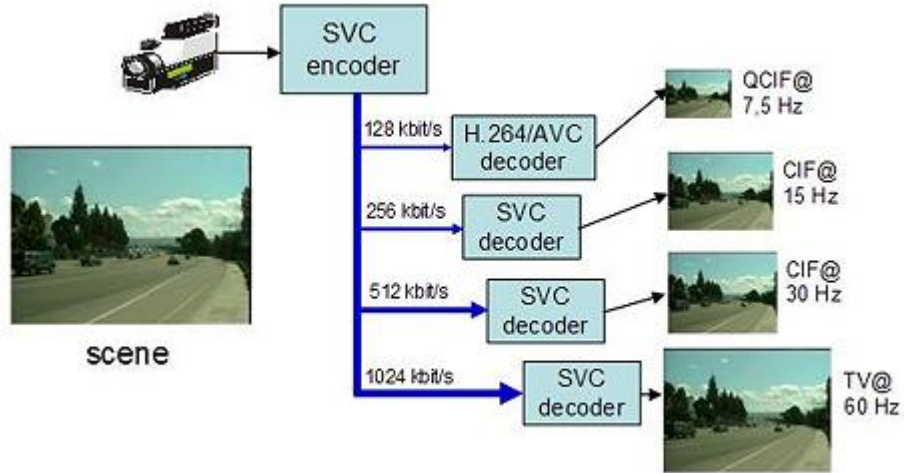 SVC
encoder
128 kbit/s
H.264/AVC
decoder
QCIF@
7,5 Hz
256 kbit/s
SVC
decoder
CIF@
15 Hz
512 kbit/s
SVC
decoder
CIF@
30 Hz
scene
1024 kbit/s
SVC
decoder
TV@
60 Hz